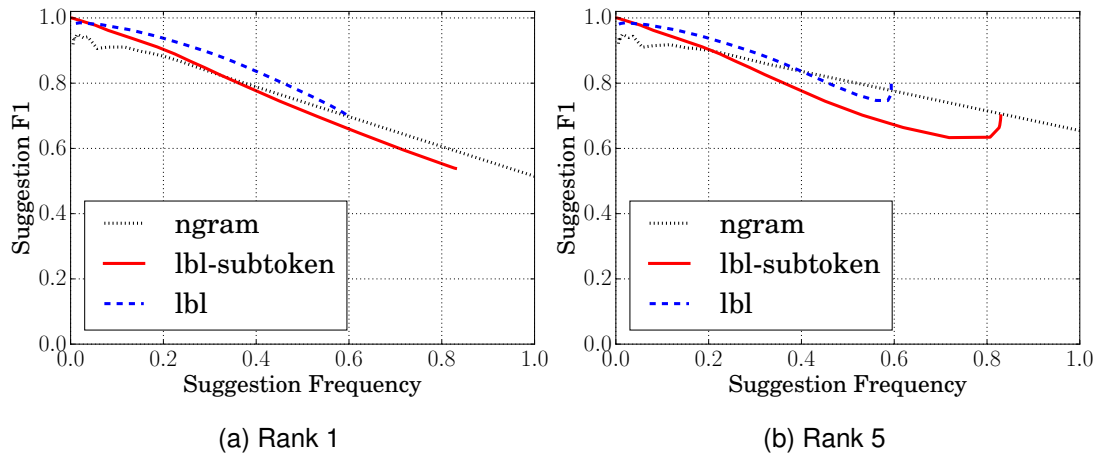 1.0
0.8
0.6
0.4
0.2
0.0
Suggestion F1
ngram
lbl-subtoken
lbl
0.0 0.2 0.4 0.6 0.8 1.0
Suggestion Frequency
(a) Rank 1
1.0
0.8
0.6
0.4
0.2
0.0
Suggestion F1
ngram
lbl-subtoken
lbl
0.0 0.2 0.4 0.6 0.8 1.0
Suggestion Frequency
(b) Rank 5